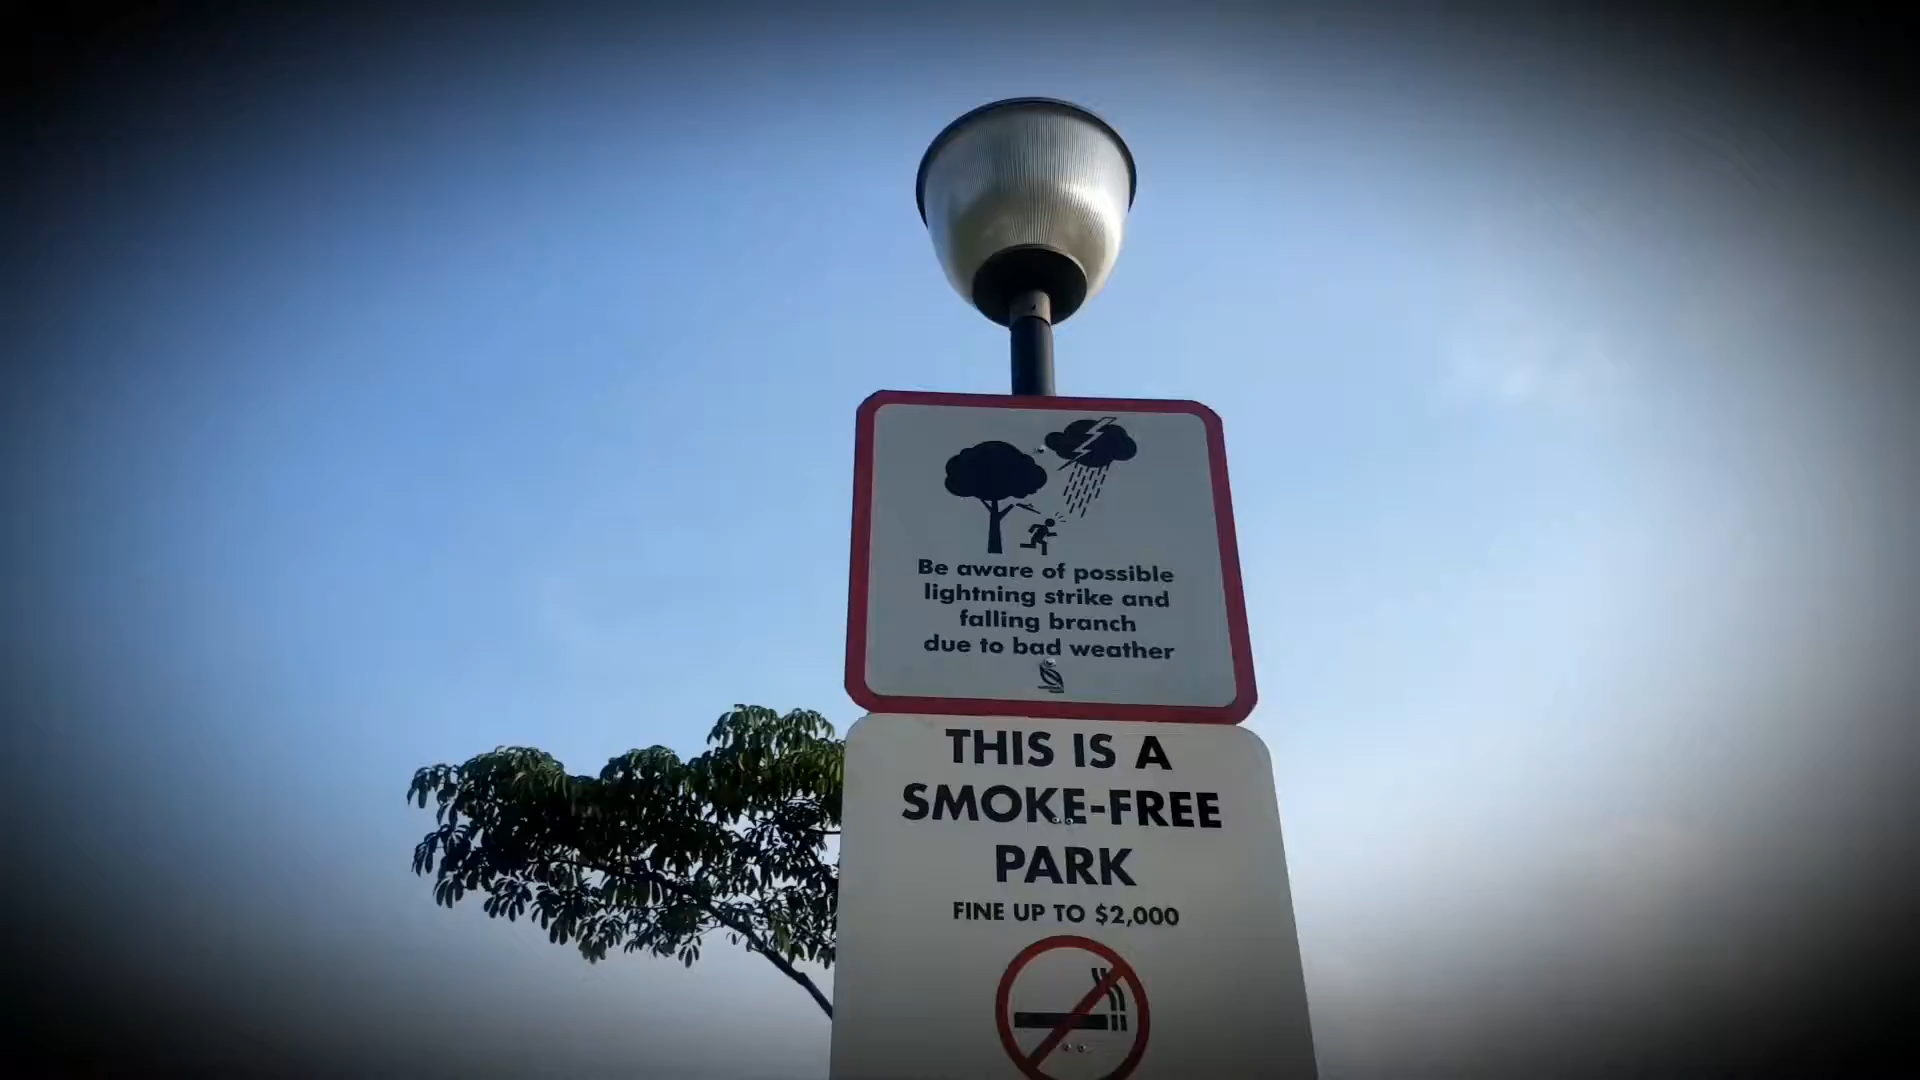 Be aware of possible
lightning strike and
falling branch
due to bad weather
THIS IS A
SMOKE-FREE
PARK
FINE UP TO $2,000